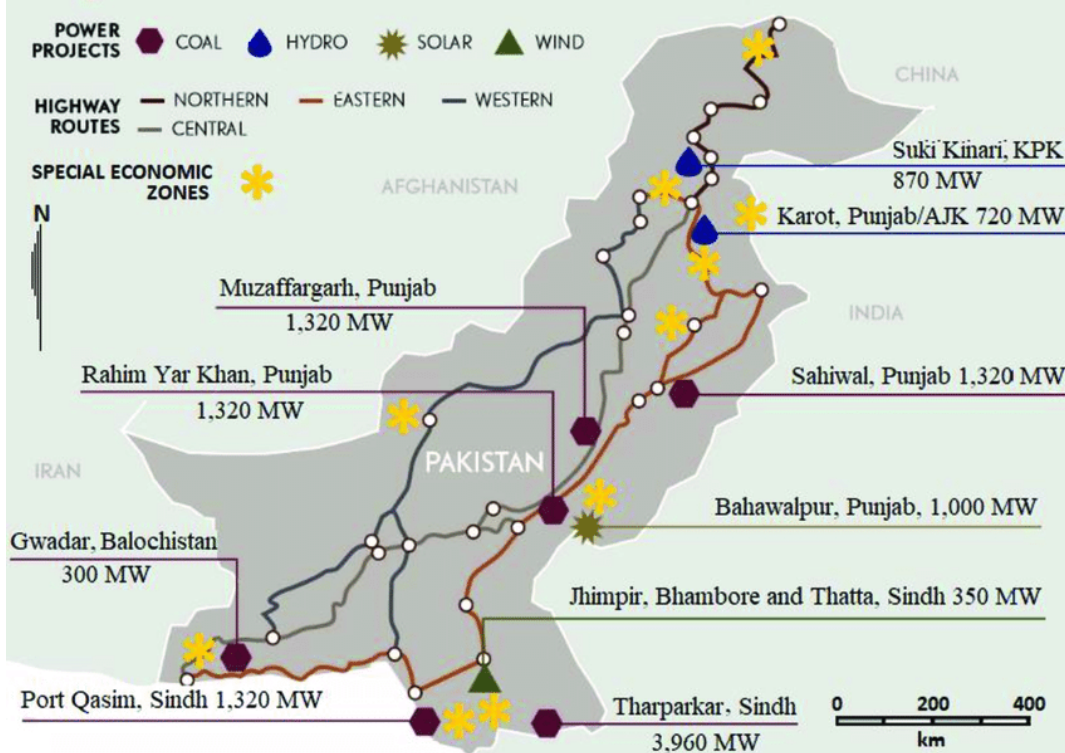 POWER
PROJECTS
COAL
HYDRO
SOLAR
WIND
HIGHWAY
ROUTES
NORTHERN
EASTERN
WESTERN
CENTRAL
SPECIAL ECONOMIC
ZONES
N
CHINA
AFGHANISTAN
Suki Kinari, KPK
870 MW
Karot, Punjab/AJK 720 MW
Muzaffargarh, Punjab
1,320 MW
INDIA
Rahim Yar Khan, Punjab
1,320 MW
Sahiwal, Punjab 1,320 MW
IRAN
PAKISTAN
Bahawalpur, Punjab, 1,000 MW
Gwadar, Balochistan
300 MW
Jhimpir, Bhambore and Thatta, Sindh 350 MW
Port Qasim, Sindh 1,320 MW
Tharparkar, Sindh
3,960 MW
0 200 400
km